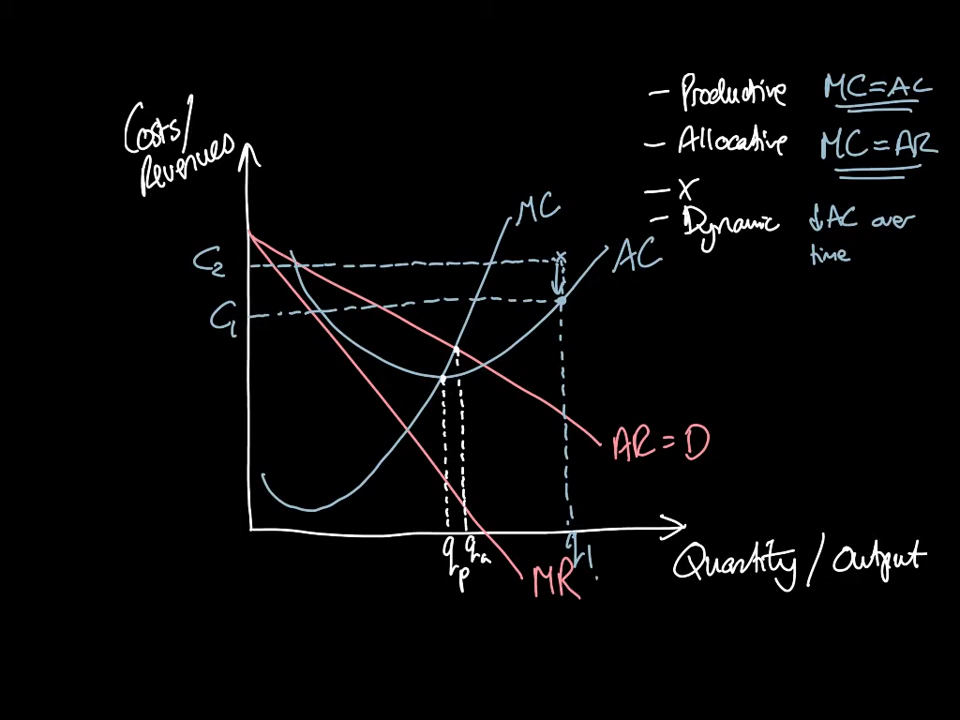 – Productive MC=AC
– Allocative MC=AR
– X
– Dynamic ↓AC over
time
Costs/
Revenues
MC
AC
C₂
C₁
AR=D
qp qa q1
MR
Quantity/Output